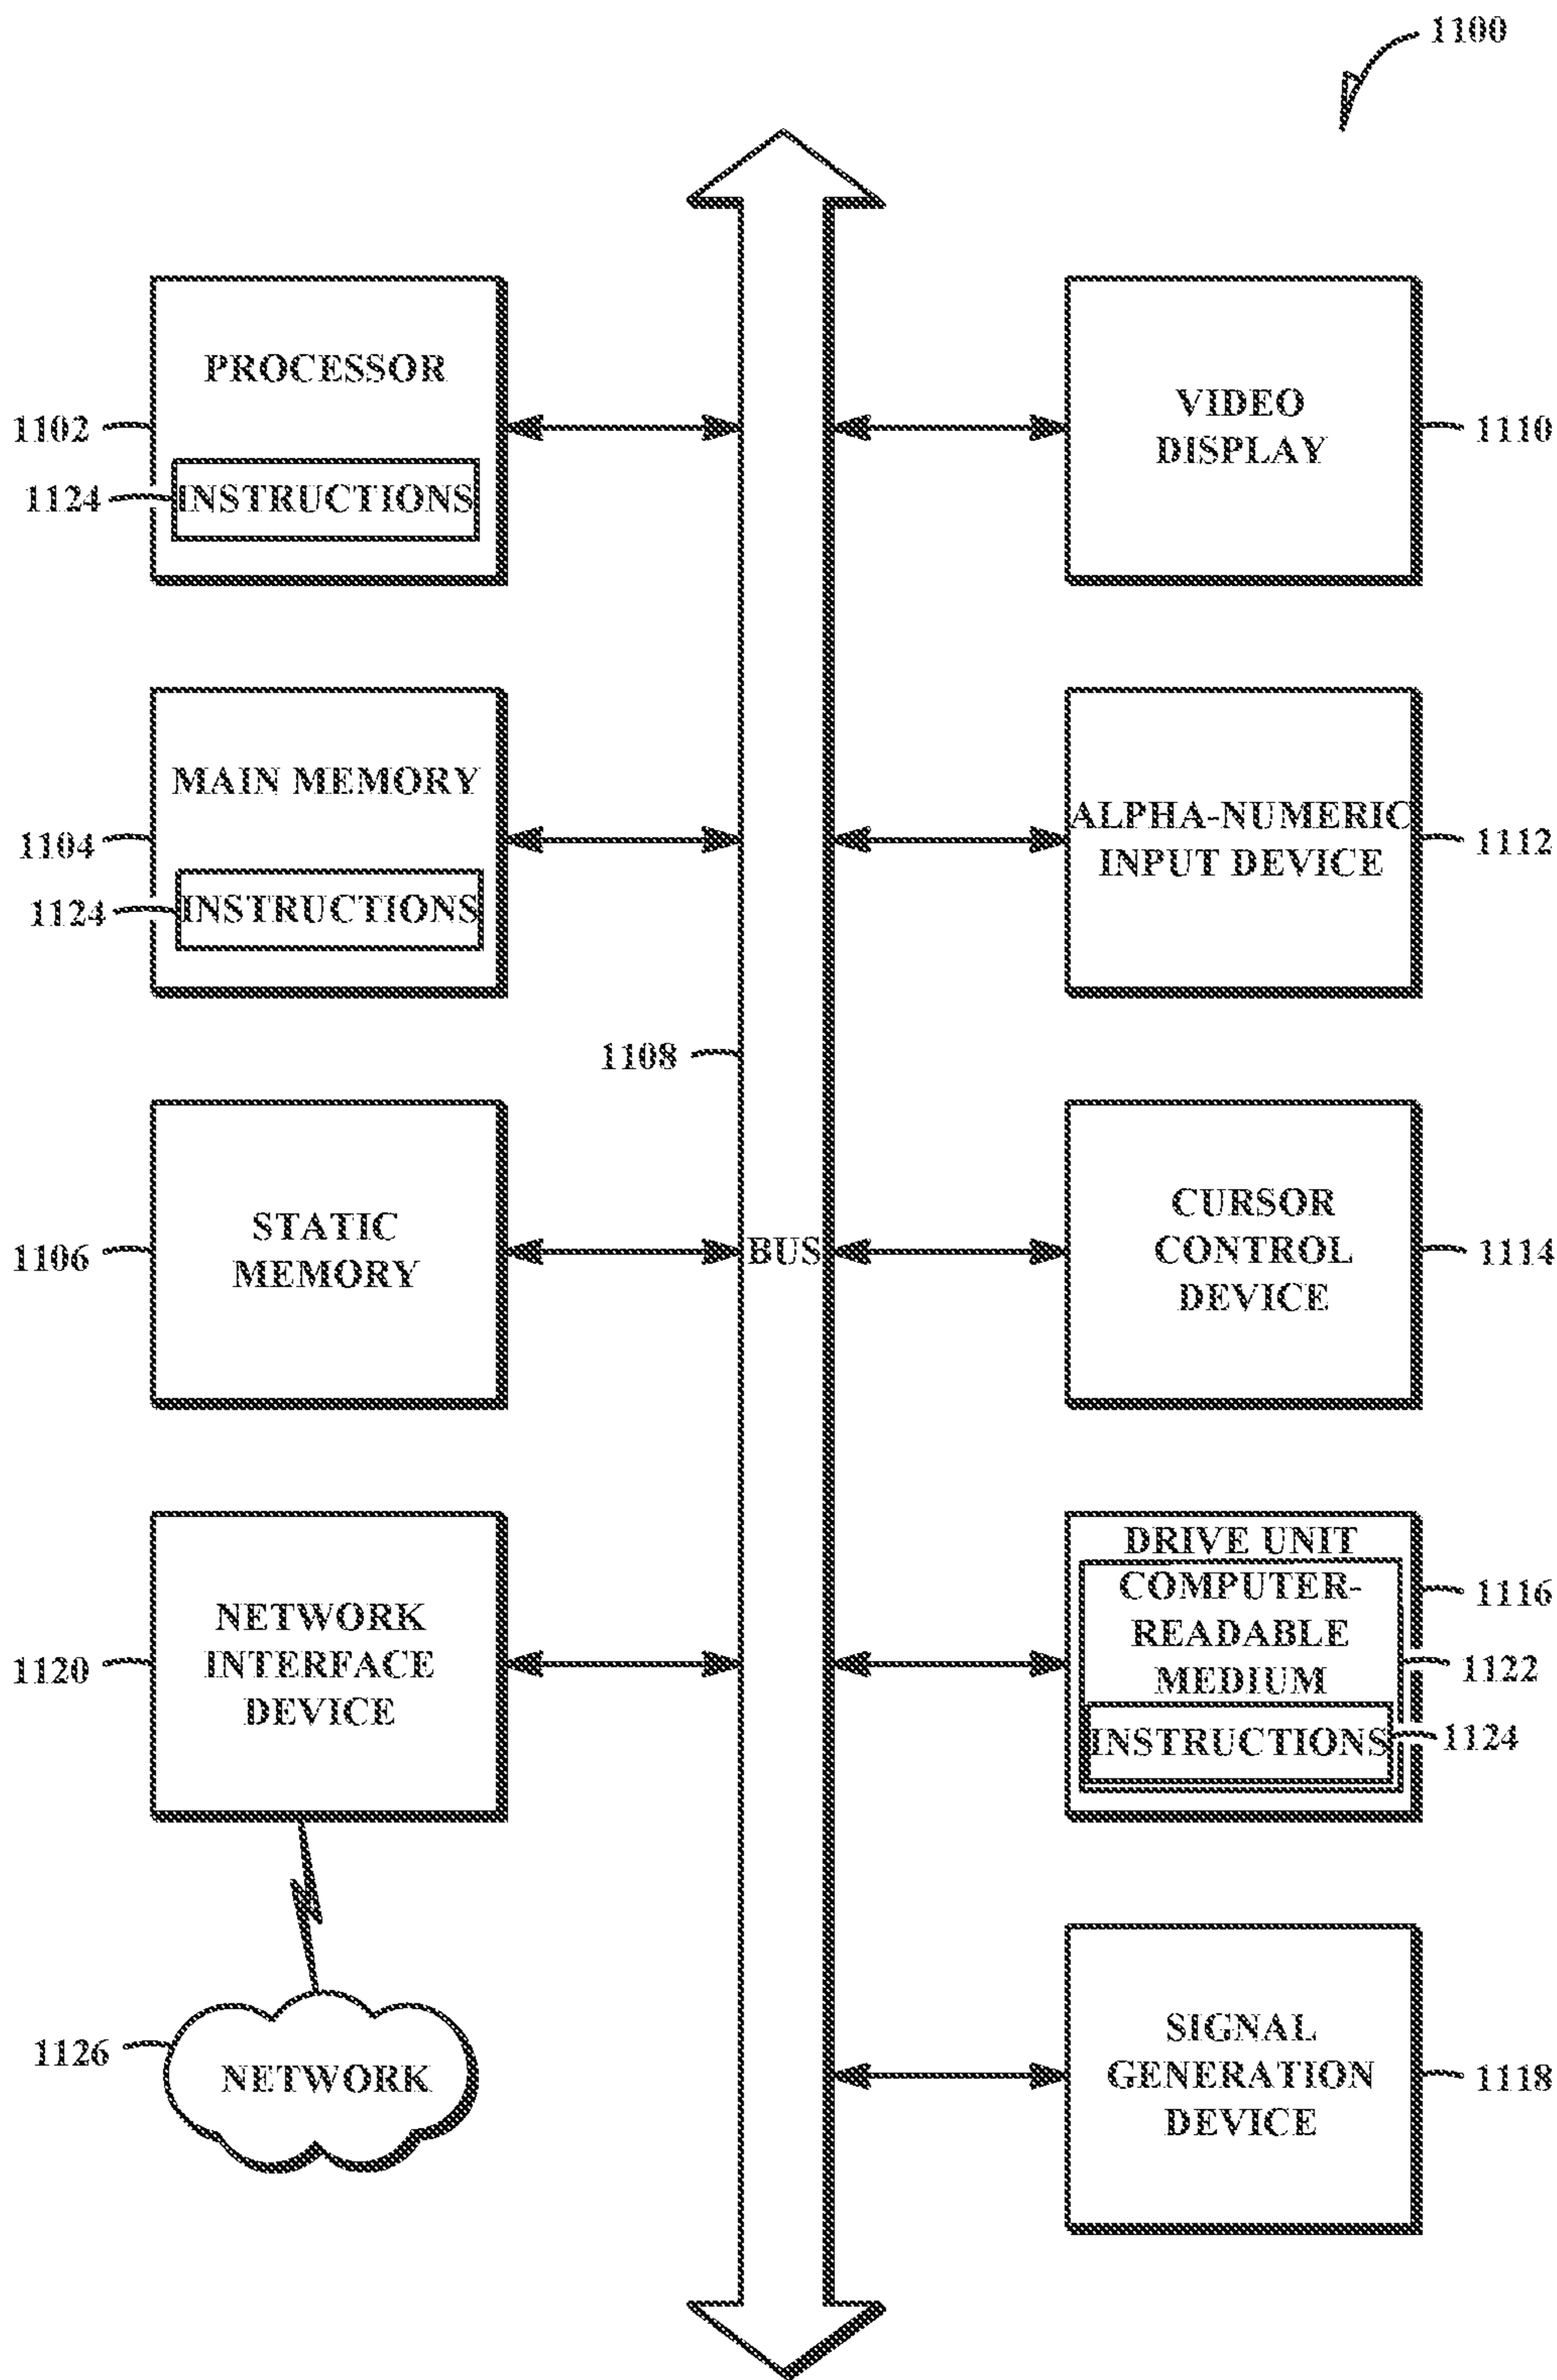 1100
PROCESSOR
1102
1124
INSTRUCTIONS
VIDEO
DISPLAY
1110
MAIN MEMORY
1104
1124
INSTRUCTIONS
ALPHA-NUMERIC
INPUT DEVICE
1112
1108
STATIC
MEMORY
1106
BUS
CURSOR
CONTROL
DEVICE
1114
NETWORK
INTERFACE
DEVICE
1120
DRIVE UNIT
COMPUTER-
READABLE
MEDIUM
INSTRUCTIONS
1116
1122
1124
1126
NETWORK
SIGNAL
GENERATION
DEVICE
1118